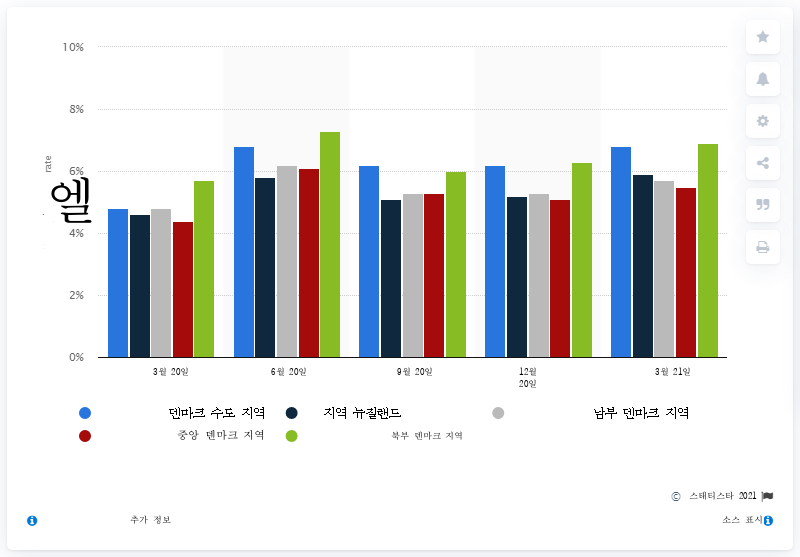 10%
8%
rate
6%
엘
4%
2%
0%
3월 20일
6월 20일
9월 20일
12월
20일
3월 21일
덴마크 수도 지역
지역 뉴질랜드
남부 덴마크 지역
중앙 덴마크 지역
북부 덴마크 지역
© 스태티스타 2021
추가 정보
소스 표시